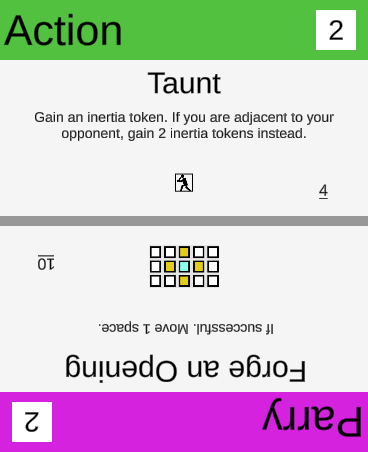 Action
2
Taunt
Gain an inertia token. If you are adjacent to your
opponent, gain 2 inertia tokens instead.
4
Parry
2
Forge an Opening
If successful. Move 1 space.
10